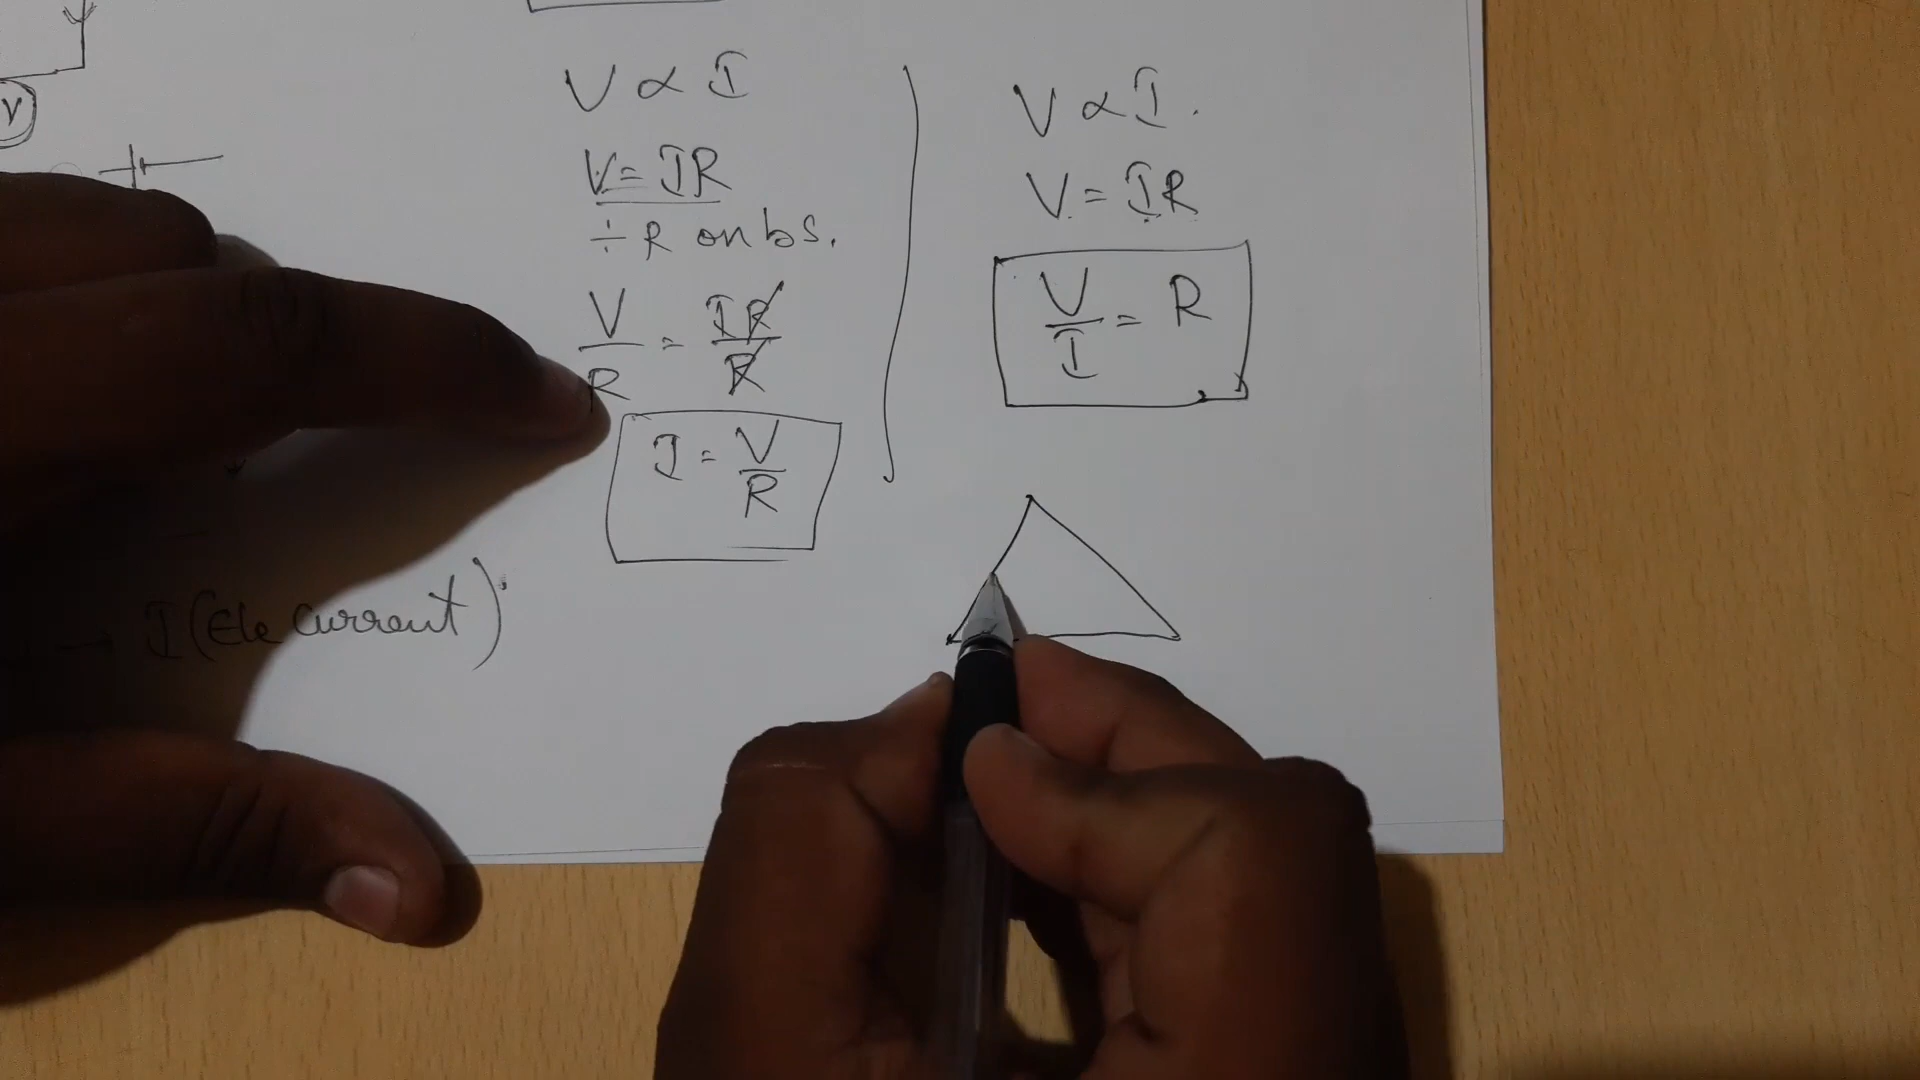 V
V ∝ I
V = IR
÷ R on bs.
V/R = IR/R
I = V/R
V ∝ I.
V = IR
V/I = R
→ I (Ele current)